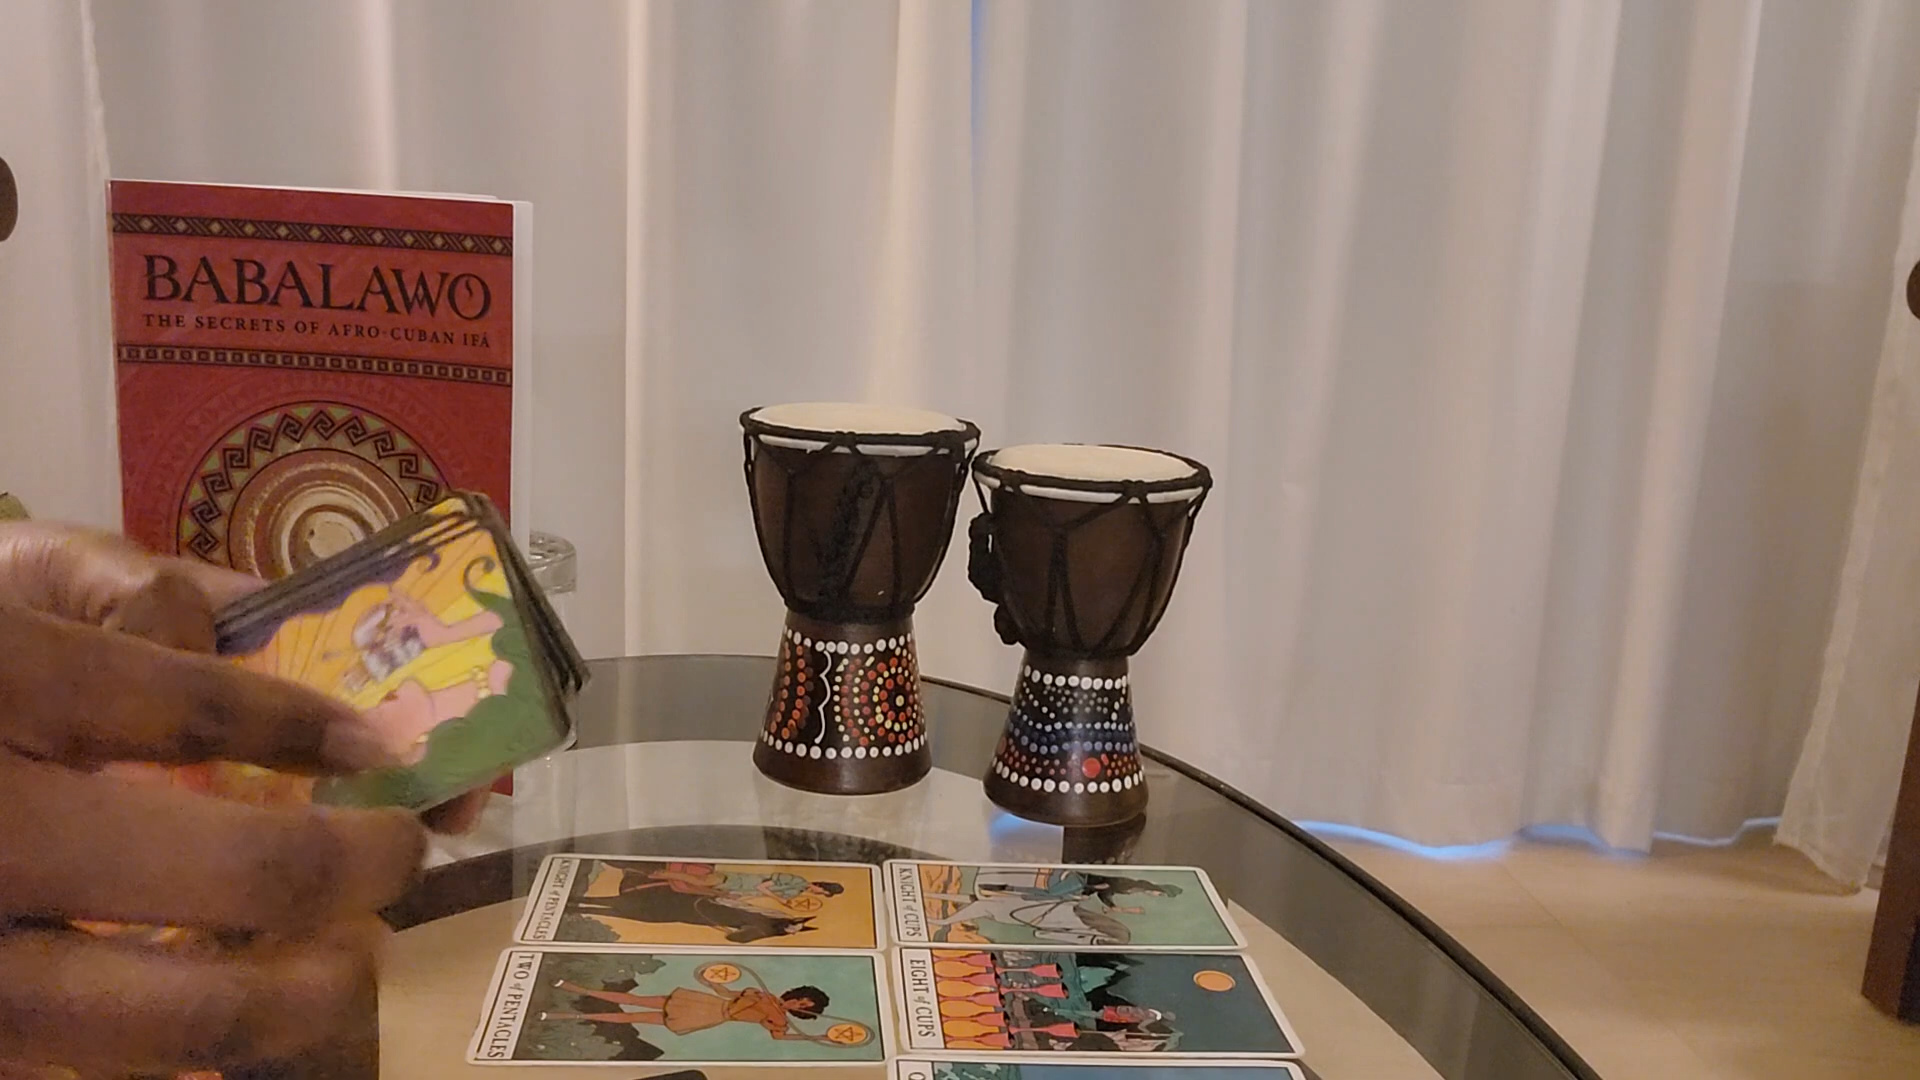 BABALAWO
THE SECRETS OF AFRO-CUBAN IFÁ
KNIGHT of PENTACLES
KNIGHT of CUPS
TWO of PENTACLES
EIGHT of CUPS